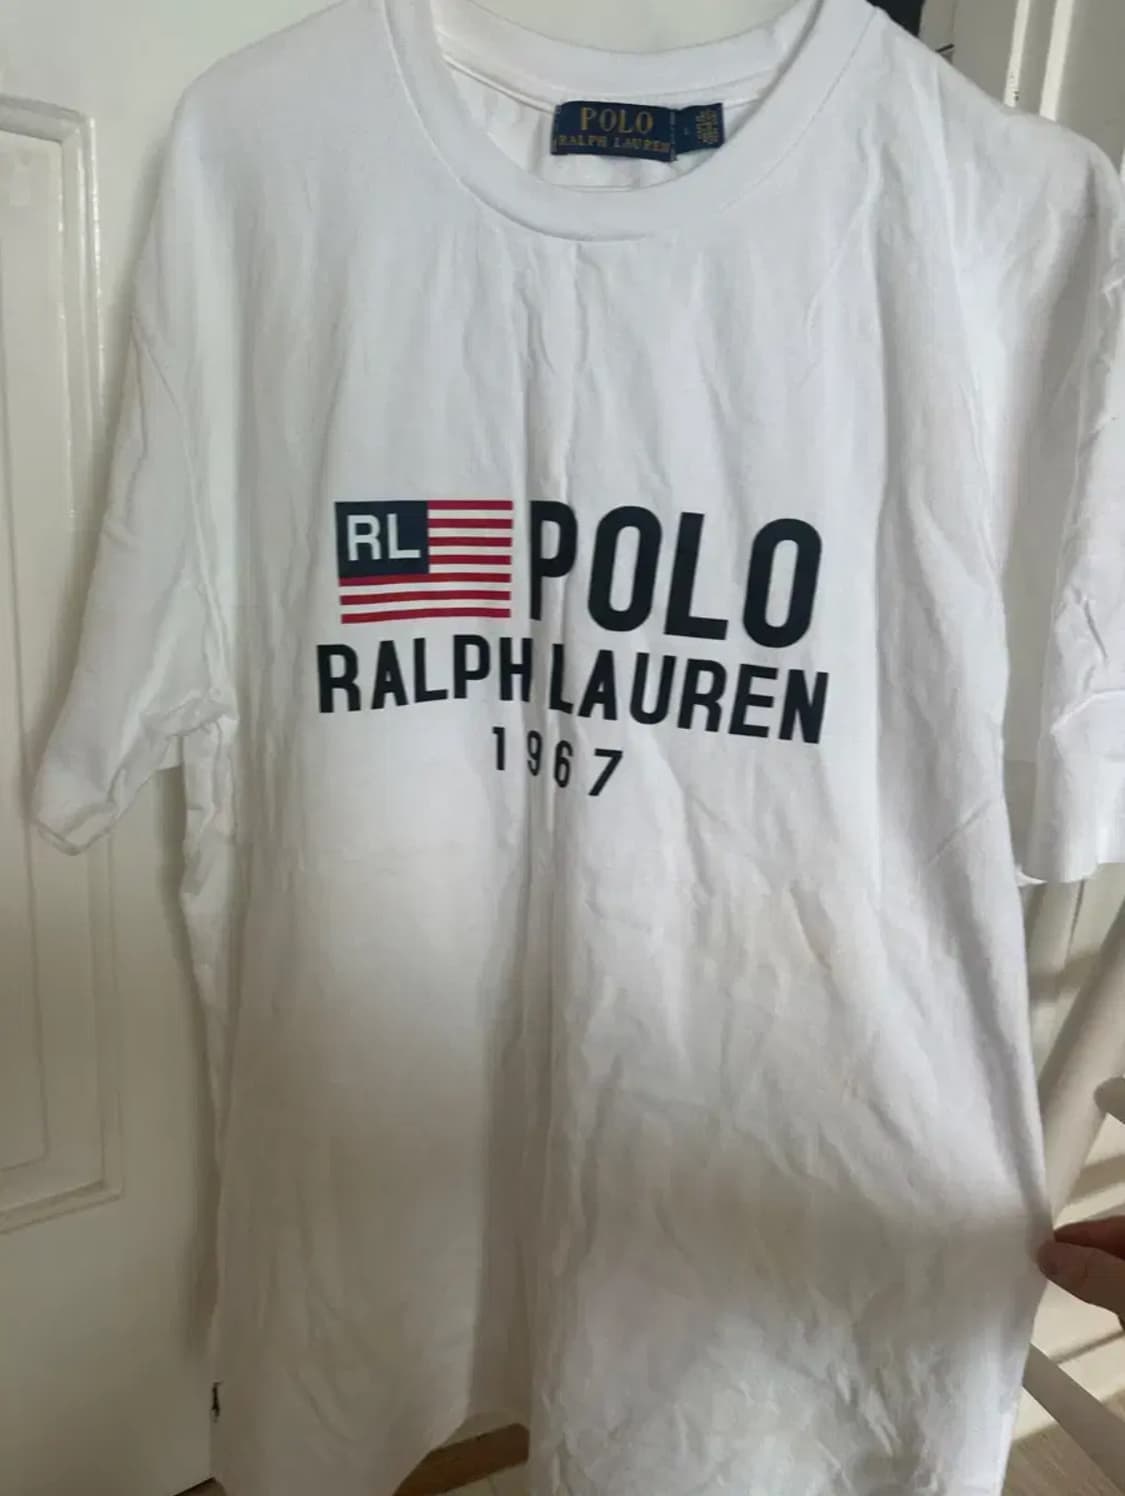 POLO
RALPH LAUREN
RL POLO
RALPH LAUREN
1967